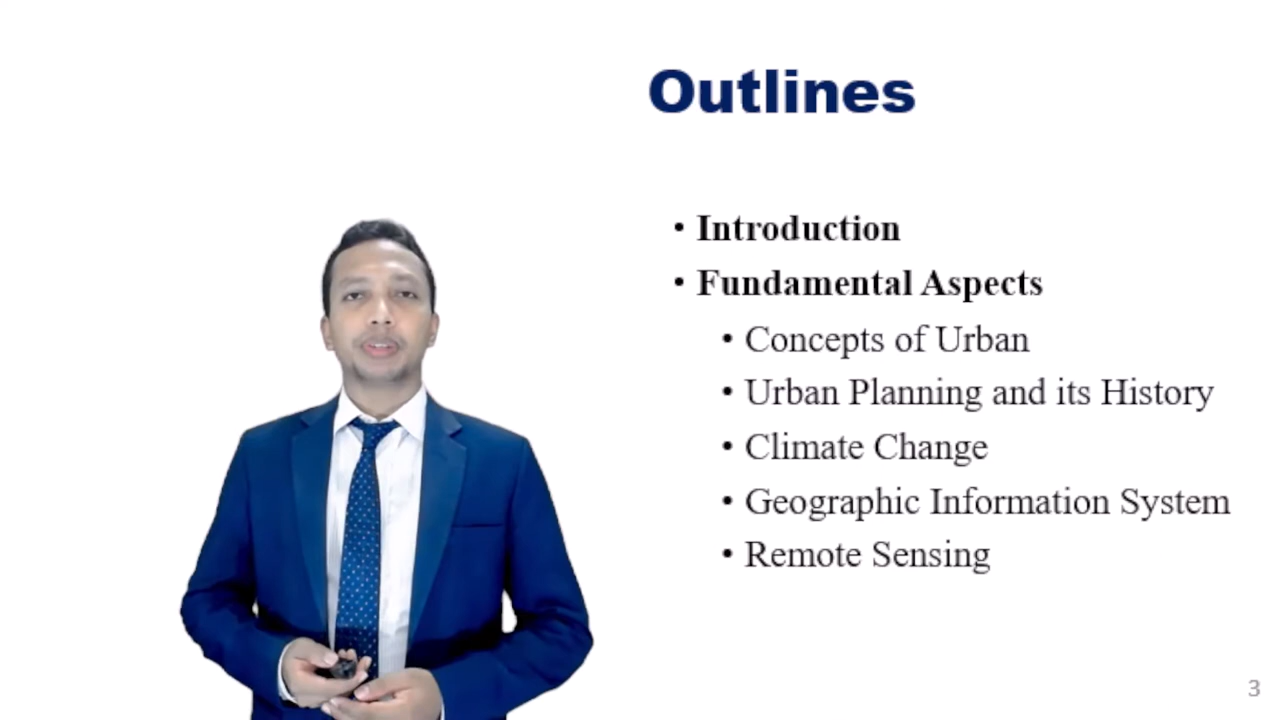 Outlines
• Introduction
• Fundamental Aspects
• Concepts of Urban
• Urban Planning and its History
• Climate Change
• Geographic Information System
• Remote Sensing
3